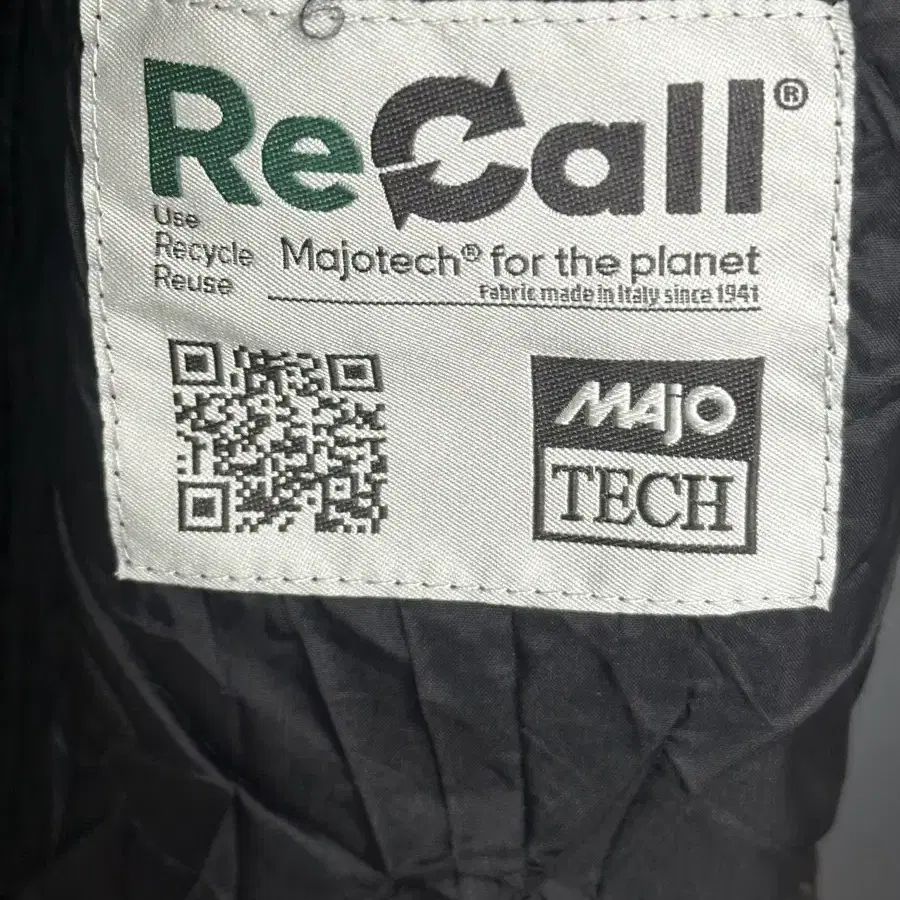 ReCall®
Use
Recycle
Reuse
Majotech® for the planet
Fabric made in Italy since 1941
MAjO
TECH